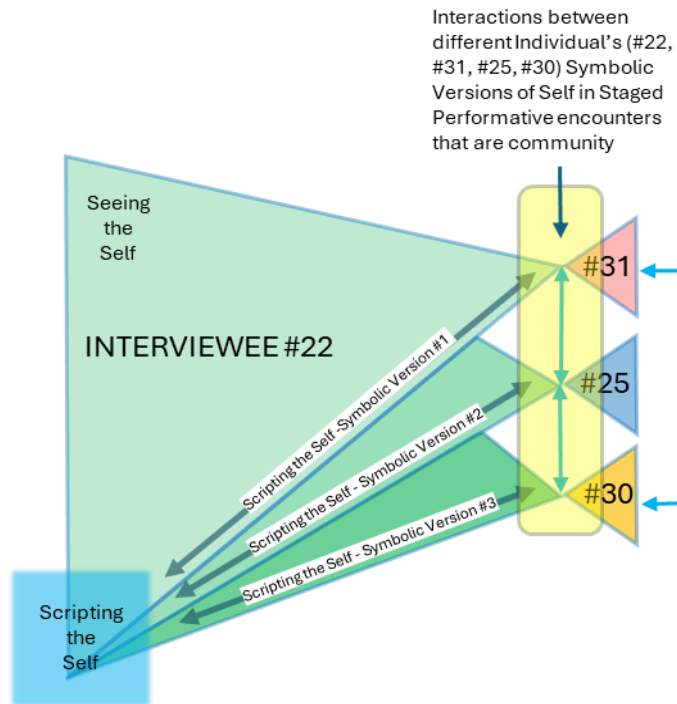 Interactions between
different Individual's (#22,
#31, #25, #30) Symbolic
Versions of Self in Staged
Performative encounters
that are community
Seeing
the
Self
#31
INTERVIEWEE #22
Scripting the Self -Symbolic Version #1
#25
Scripting the Self - Symbolic Version #2
#30
Scripting the Self - Symbolic Version #3
Scripting
the
Self